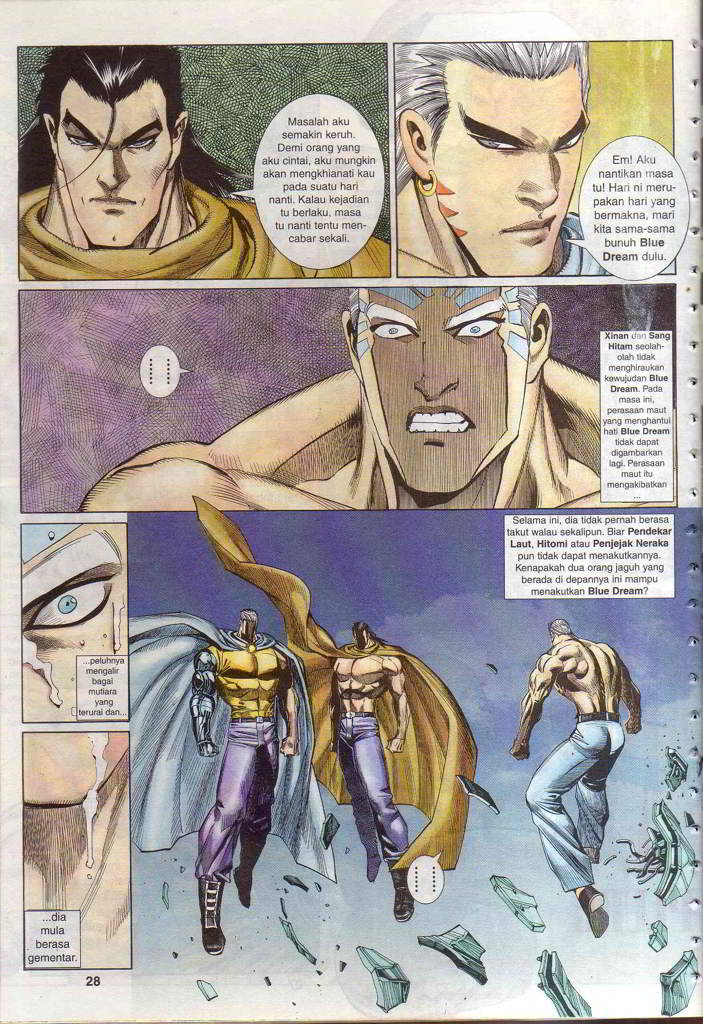 Masalah aku
semakin keruh.
Demi orang yang
aku cintai, aku mungkin
akan mengkhianati kau
pada suatu hari
nanti. Kalau kejadian
tu berlaku, masa
tu nanti tentu men-
cabar sekali.
Em! Aku
nantikan masa
tu! Hari ni meru-
pakan hari yang
bermakna, mari
kita sama-sama
bunuh Blue
Dream dulu.
Xinan dan Sang
Hitam seolah-
olah tidak
menghiraukan
kewujudan Blue
Dream. Pada
masa ini,
perasaan maut
yang menghantui
hati Blue Dream
tidak dapat
digambarkan
lagi. Perasaan
maut itu
mengakibatkan
...
Selama ini, dia tidak pernah berasa
takut walau sekalipun. Biar Pendekar
Laut, Hitomi atau Penjejak Neraka
pun tidak dapat menakutkannya.
Kenapakah dua orang jaguh yang
berada di depannya ini mampu
menakutkan Blue Dream?
...peluhnya
mengalir
bagai
mutiara
yang
terurai dan...
...dia
mula
berasa
gementar.
28